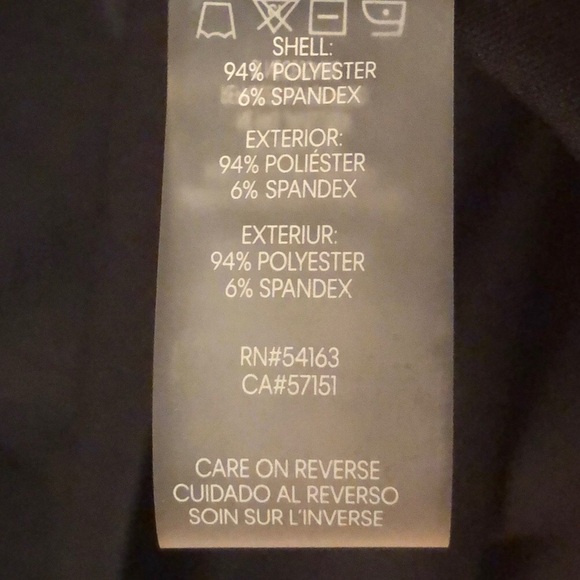 SHELL:
94% POLYESTER
6% SPANDEX
EXTERIOR:
94% POLIÉSTER
6% SPANDEX
EXTERIUR:
94% POLYESTER
6% SPANDEX
RN#54163
CA#57151
CARE ON REVERSE
CUIDADO AL REVERSO
SOIN SUR L'INVERSE